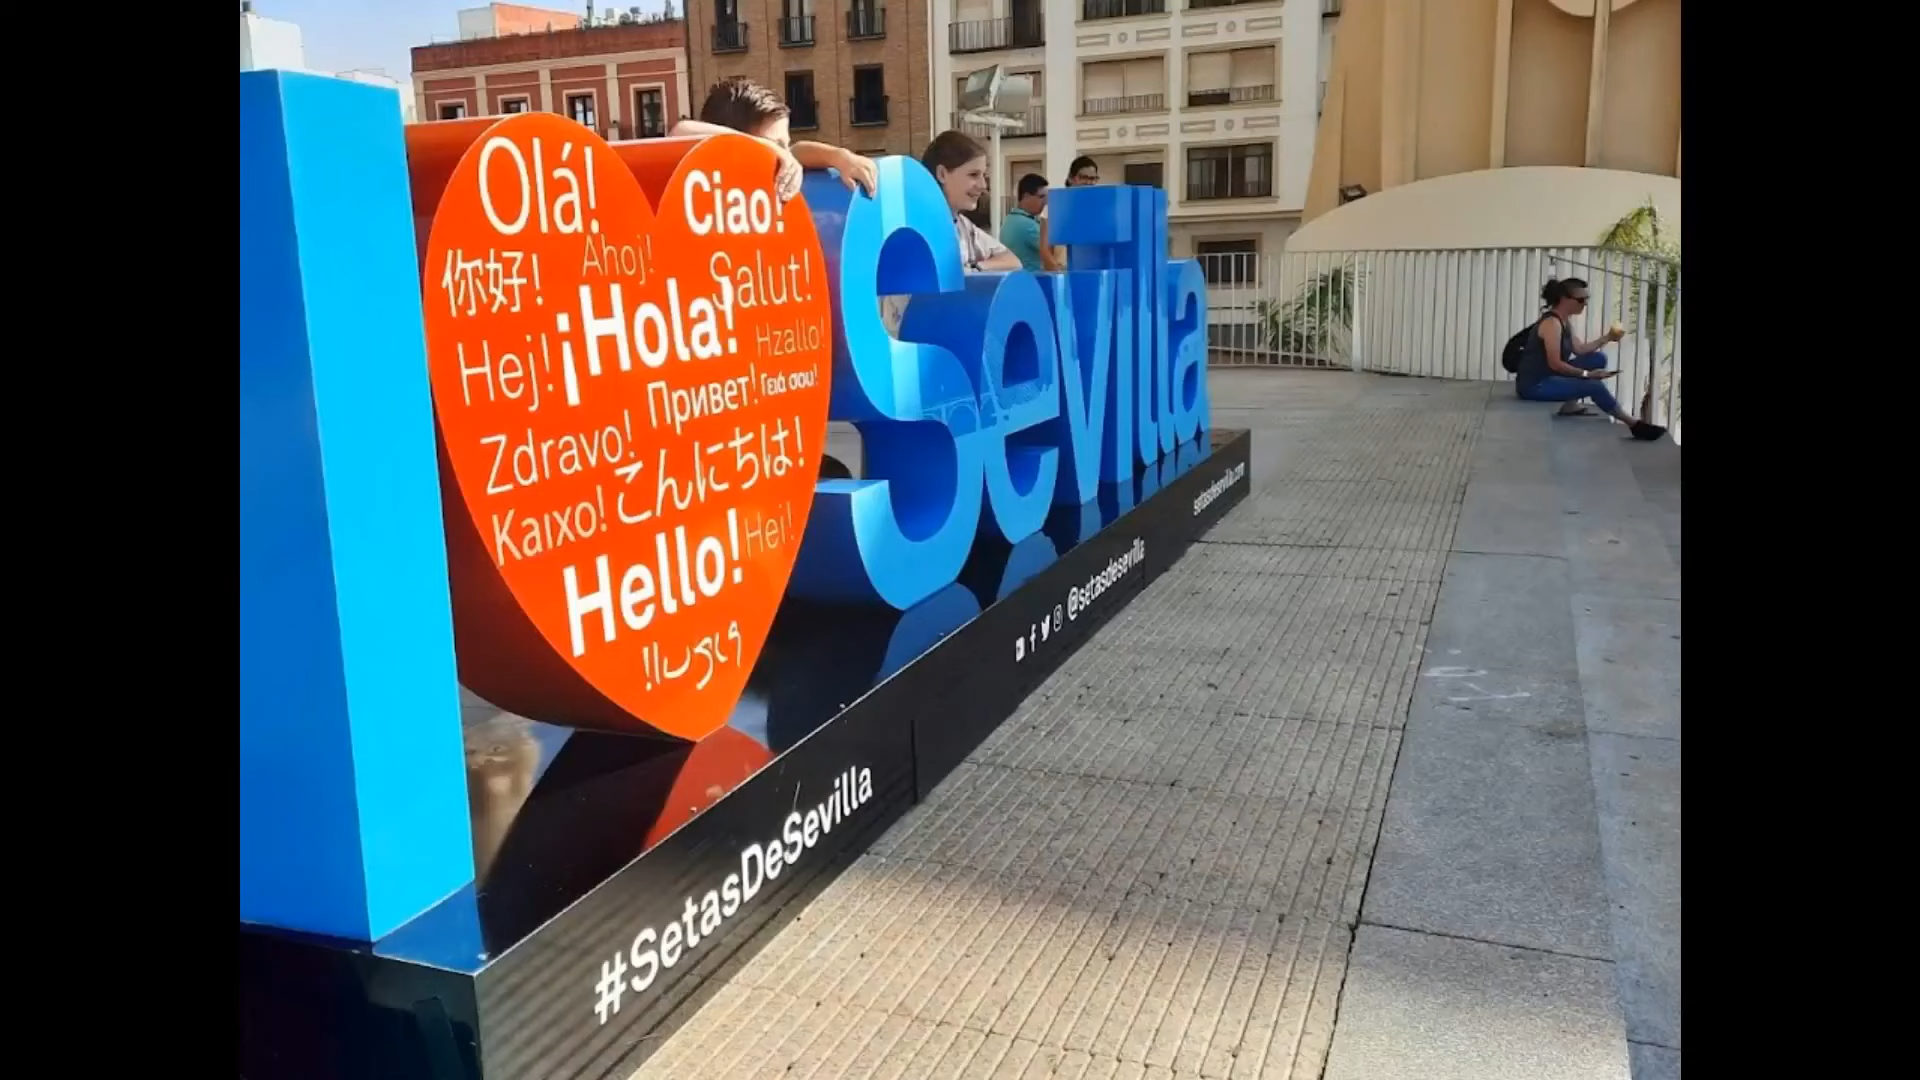 I
Olá!
Ciao!
你好!
Ahoj!
Salut!
¡Hola!
Hej!
Hzallo!
Привет!
Γειά σου!
Zdravo!
こんにちは!
Kaixo!
Hello!
Hei!
Sevilla
#SetasDeSevilla
@setasdesevilla
setasdesevilla.com